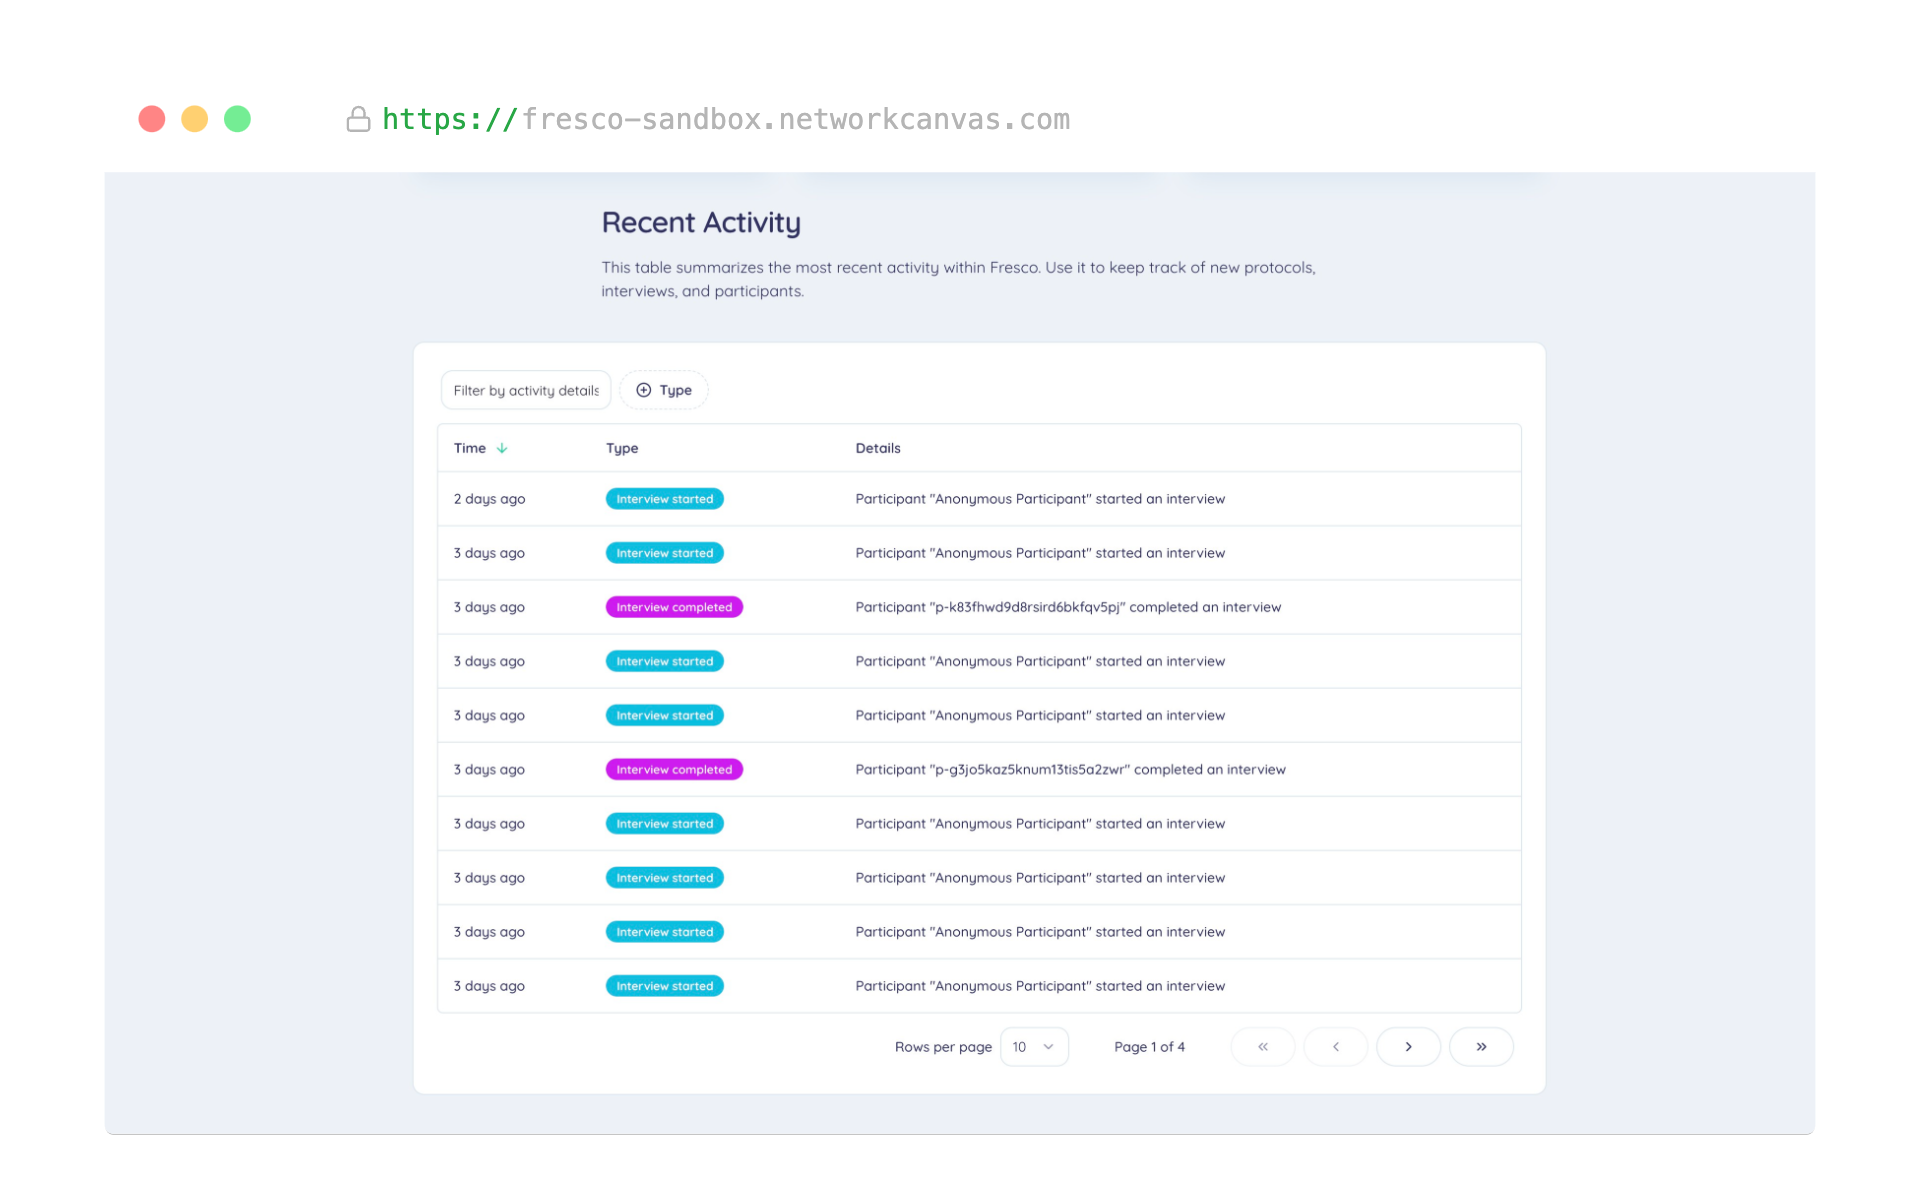 https://fresco-sandbox.networkcanvas.com
Recent Activity
This table summarizes the most recent activity within Fresco. Use it to keep track of new protocols,
interviews, and participants.
Filter by activity details
Type
Time Type Details
2 days ago Interview started Participant "Anonymous Participant" started an interview
3 days ago Interview started Participant "Anonymous Participant" started an interview
3 days ago Interview completed Participant "p-k83fhwd9d8rsird6bkfqv5pj" completed an interview
3 days ago Interview started Participant "Anonymous Participant" started an interview
3 days ago Interview started Participant "Anonymous Participant" started an interview
3 days ago Interview completed Participant "p-g3jo5kaz5knum13tis5a2zwr" completed an interview
3 days ago Interview started Participant "Anonymous Participant" started an interview
3 days ago Interview started Participant "Anonymous Participant" started an interview
3 days ago Interview started Participant "Anonymous Participant" started an interview
3 days ago Interview started Participant "Anonymous Participant" started an interview
Rows per page 10 Page 1 of 4